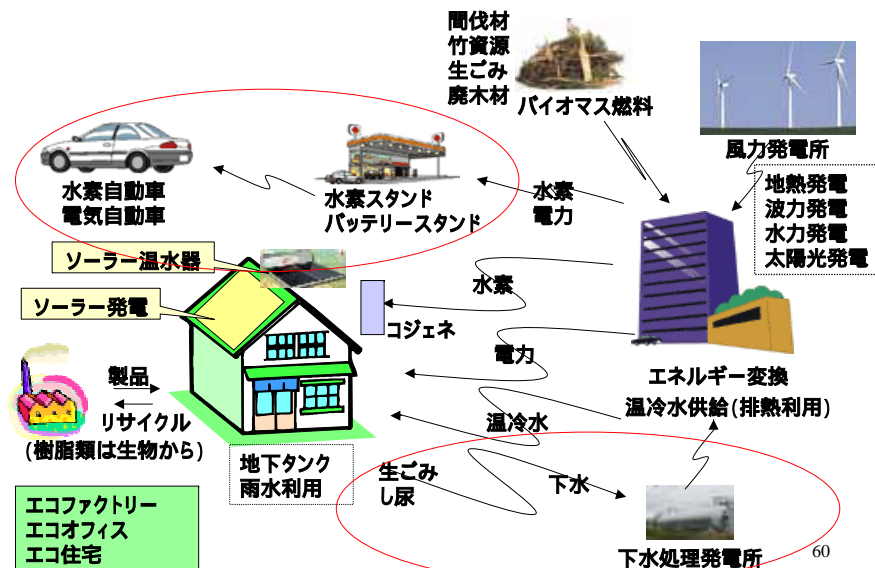 間伐材
竹資源
生ごみ
廃木材
バイオマス燃料
風力発電所
地熱発電
波力発電
水力発電
太陽光発電
水素自動車
電気自動車
水素スタンド
バッテリースタンド
水素
電力
ソーラー温水器
ソーラー発電
水素
コジェネ
電力
製品
リサイクル
(樹脂類は生物から)
エネルギー変換
温冷水供給(排熱利用)
温冷水
地下タンク
雨水利用
生ごみ
し尿
下水
エコファクトリー
エコオフィス
エコ住宅
下水処理発電所
60